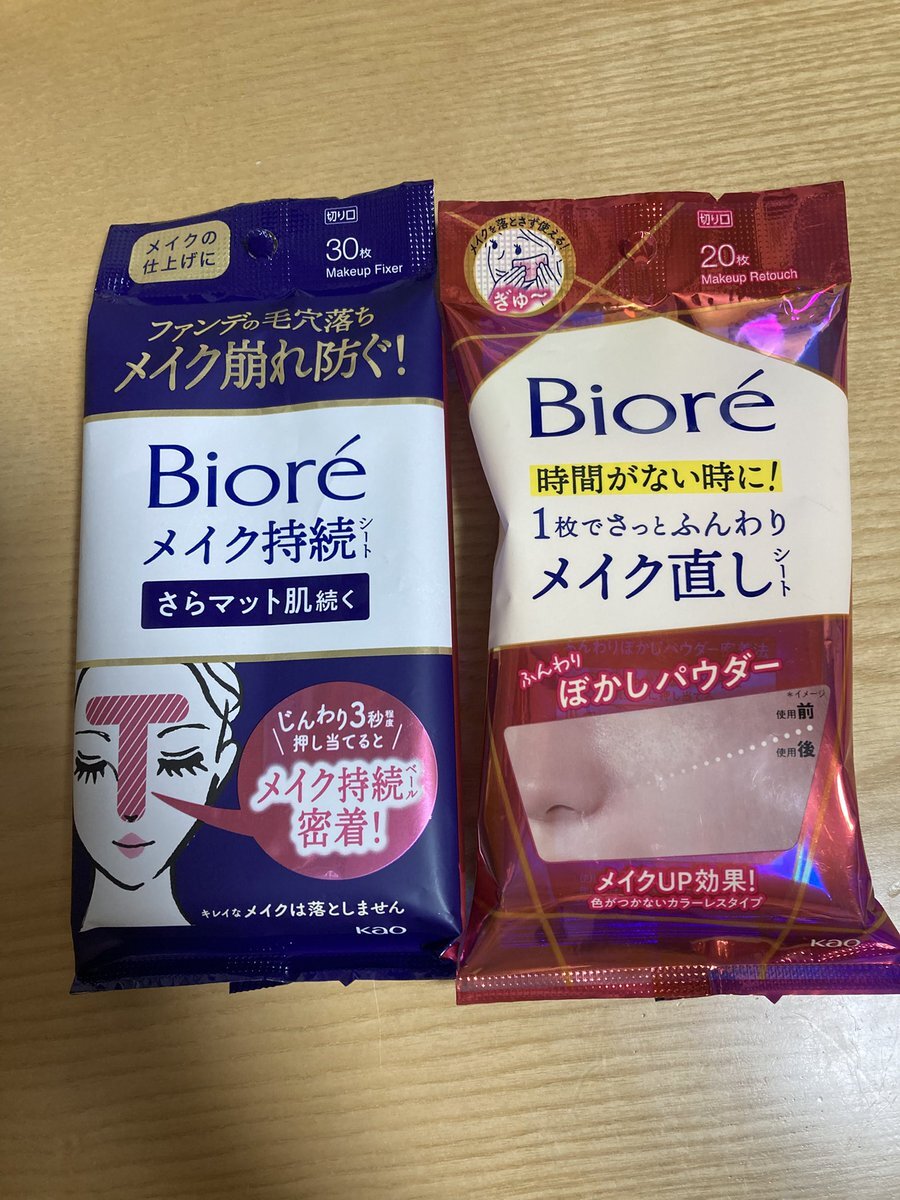 メイクの
仕上げに
切り口
30枚
Makeup Fixer
ファンデの毛穴落ち
メイク崩れ防ぐ!
Bioré
メイク持続シート
さらマット肌続く
じんわり3秒程度
押し当てると
メイク持続ベール
密着!
キレイなメイクは落としません
Kao
メイクを落とさず使える!
ぎゅ〜
切り口
20枚
Makeup Retouch
Bioré
時間がない時に!
1枚でさっとふんわり
メイク直しシート
ふんわり
ぼかしパウダー
*イメージ
使用前
使用後
メイクUP効果!
色がつかないカラーレスタイプ
Kao